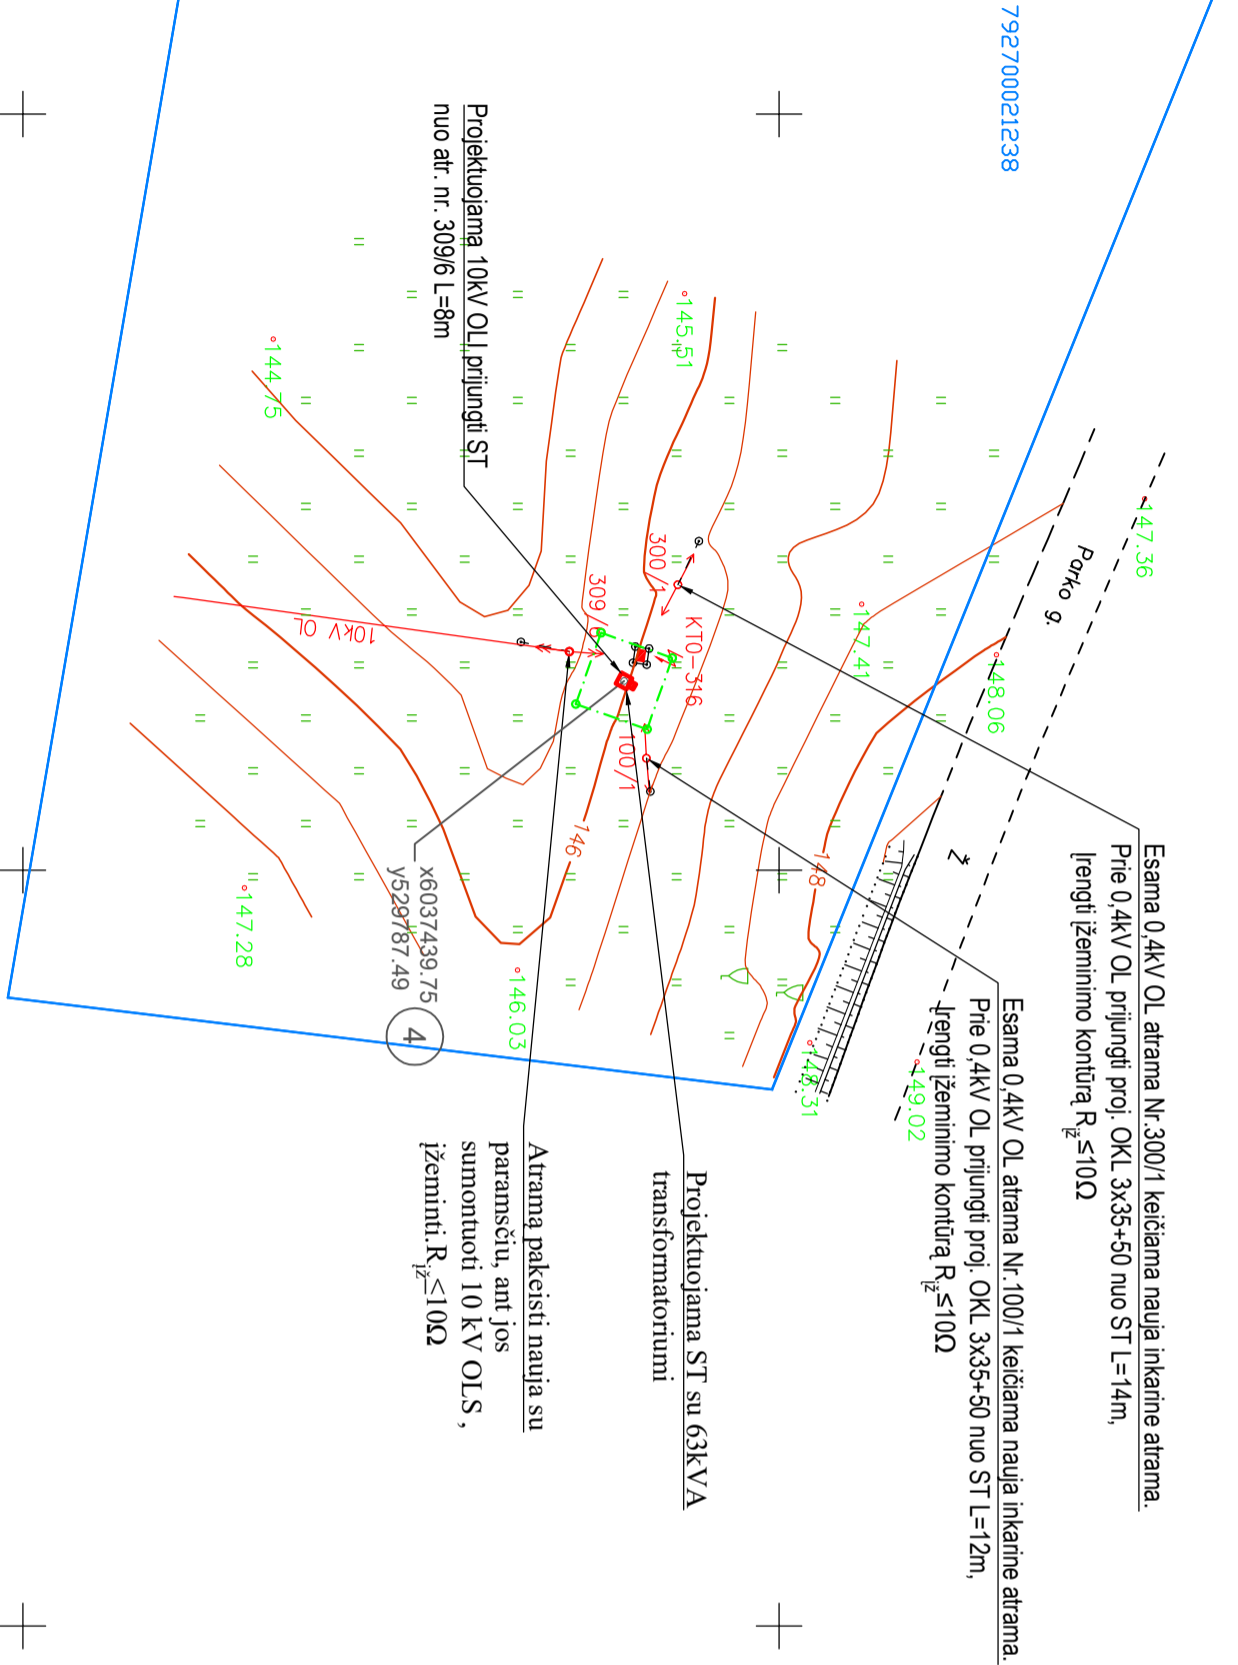 Esama 0,4kV OL atrama Nr.300/1 keičiama nauja inkarine atrama.
Prie 0,4kV OL prijungti proj. OKL 3x35+50 nuo ST L=14m,
Įrengti įžeminimo kontūrą Rįž≤10Ω
Esama 0,4kV OL atrama Nr.100/1 keičiama nauja inkarine atrama.
Prie 0,4kV OL prijungti proj. OKL 3x35+50 nuo ST L=12m,
Įrengti įžeminimo kontūrą Rįž≤10Ω
147.36
Parko g.
792700021238
148.06
Ž
149.02
147.41
148
148.31
145.51
KTO-316
300/1
100/1
Projektuojama ST su 63kVA
transformatoriumi
309/6
146
146.03
Projektuojama 10kV OLI prijungti ST
nuo atr. nr. 309/6 L=8m
Atramą pakeisti nauja su
paramsčiu, ant jos
sumontuoti 10 kV OLS ,
įžeminti.Rįž≤10Ω
x6037439.75
y529787.49
4
10kV OL
144.75
147.28